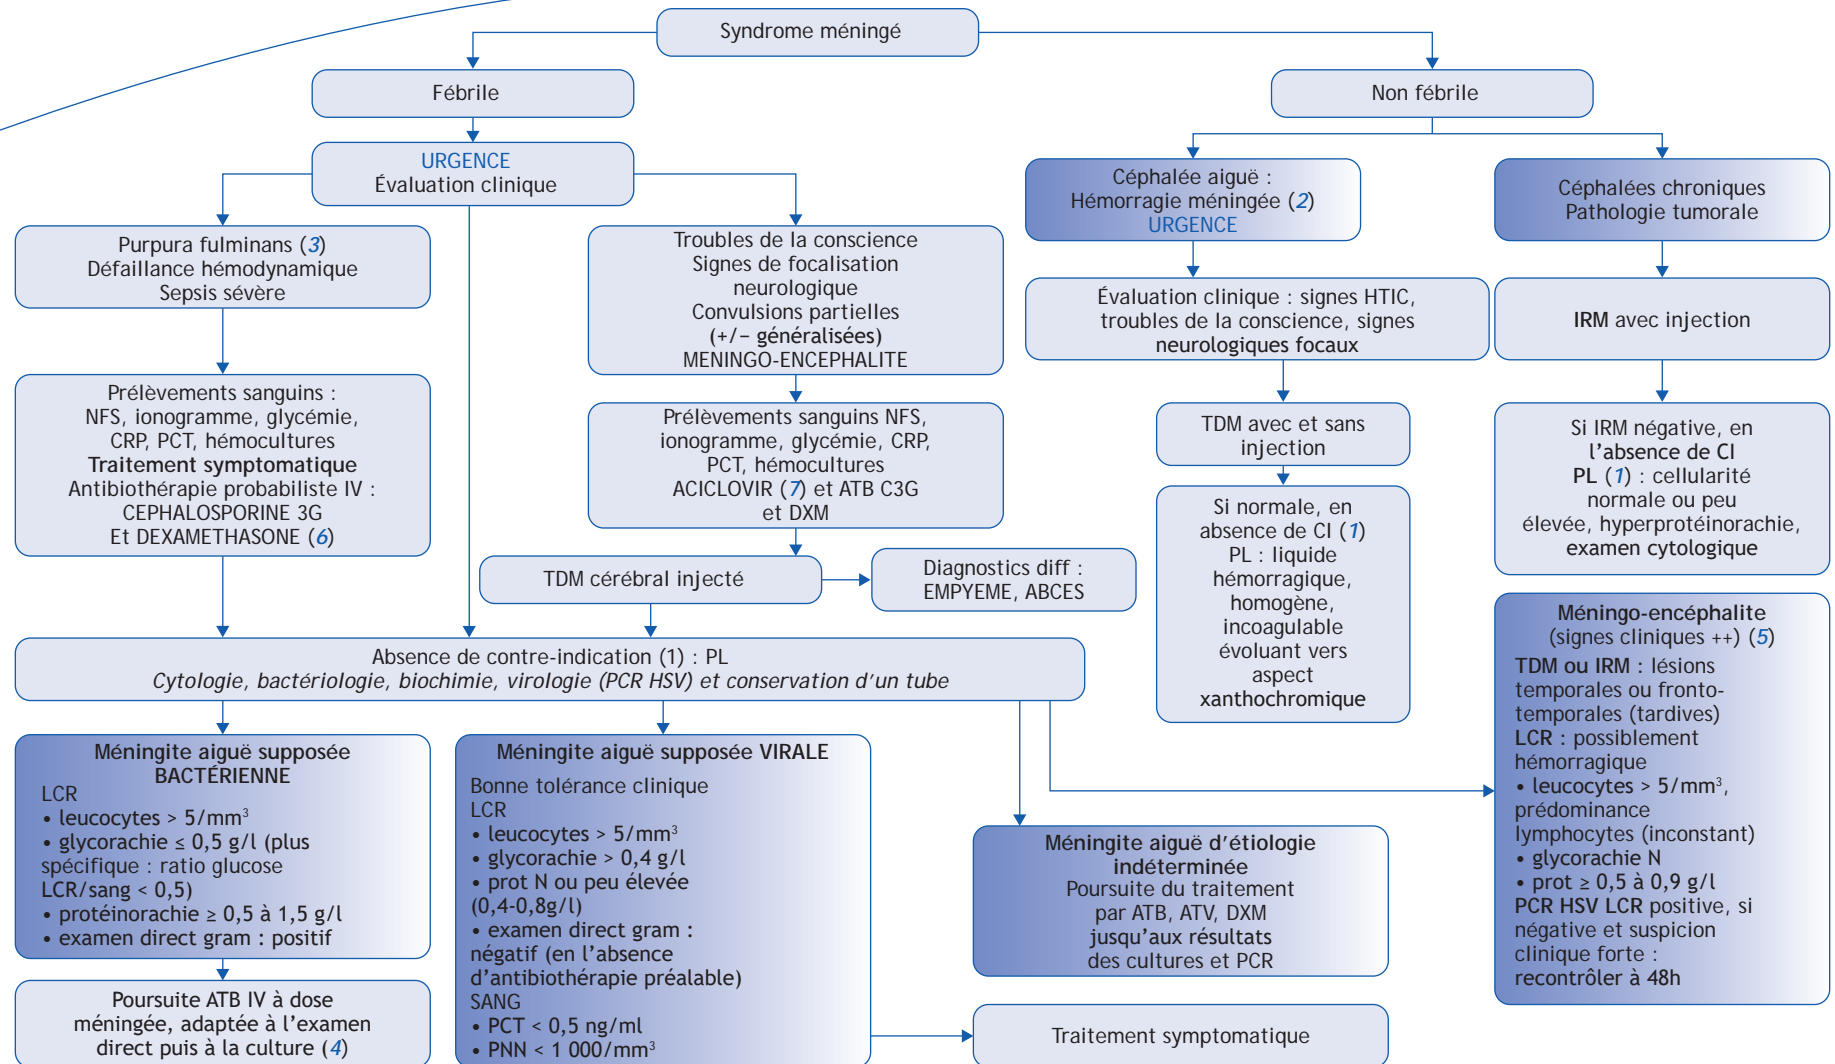 Syndrome méningé
Fébrile
Non fébrile
URGENCE
Évaluation clinique
Céphalée aiguë :
Hémorragie méningée (2)
URGENCE
Céphalées chroniques
Pathologie tumorale
Purpura fulminans (3)
Défaillance hémodynamique
Sepsis sévère
Troubles de la conscience
Signes de focalisation
neurologique
Convulsions partielles
(+/– généralisées)
MENINGO-ENCEPHALITE
Évaluation clinique : signes HTIC,
troubles de la conscience, signes
neurologiques focaux
IRM avec injection
Prélèvements sanguins :
NFS, ionogramme, glycémie,
CRP, PCT, hémocultures
Traitement symptomatique
Antibiothérapie probabiliste IV :
CEPHALOSPORINE 3G
Et DEXAMETHASONE (6)
Prélèvements sanguins NFS,
ionogramme, glycémie, CRP,
PCT, hémocultures
ACICLOVIR (7) et ATB C3G
et DXM
TDM avec et sans
injection
Si IRM négative, en
l’absence de CI
PL (1) : cellularité
normale ou peu
élevée, hyperprotéinorachie,
examen cytologique
TDM cérébral injecté
Diagnostics diff :
EMPYEME, ABCES
Si normale, en
absence de CI (1)
PL : liquide
hémorragique,
homogène,
incoagulable
évoluant vers
aspect
xanthochromique
Absence de contre-indication (1) : PL
Cytologie, bactériologie, biochimie, virologie (PCR HSV) et conservation d’un tube
Méningite aiguë supposée
BACTÉRIENNE
LCR
• leucocytes > 5/mm³
• glycorachie ≤ 0,5 g/l (plus
spécifique : ratio glucose
LCR/sang < 0,5)
• protéinorachie ≥ 0,5 à 1,5 g/l
• examen direct gram : positif
Poursuite ATB IV à dose
méningée, adaptée à l’examen
direct puis à la culture (4)
Méningite aiguë supposée VIRALE
Bonne tolérance clinique
LCR
• leucocytes > 5/mm³
• glycorachie > 0,4 g/l
• prot N ou peu élevée
(0,4-0,8g/l)
• examen direct gram :
négatif (en l’absence
d’antibiothérapie préalable)
SANG
• PCT < 0,5 ng/ml
• PNN < 1 000/mm³
Traitement symptomatique
Méningite aiguë d’étiologie
indéterminée
Poursuite du traitement
par ATB, ATV, DXM
jusqu’aux résultats
des cultures et PCR
Méningo-encéphalite
(signes cliniques ++) (5)
TDM ou IRM : lésions
temporales ou fronto-
temporales (tardives)
LCR : possiblement
hémorragique
• leucocytes > 5/mm³,
prédominance
lymphocytes (inconstant)
• glycorachie N
• prot ≥ 0,5 à 0,9 g/l
PCR HSV LCR positive, si
négative et suspicion
clinique forte :
recontrôler à 48h